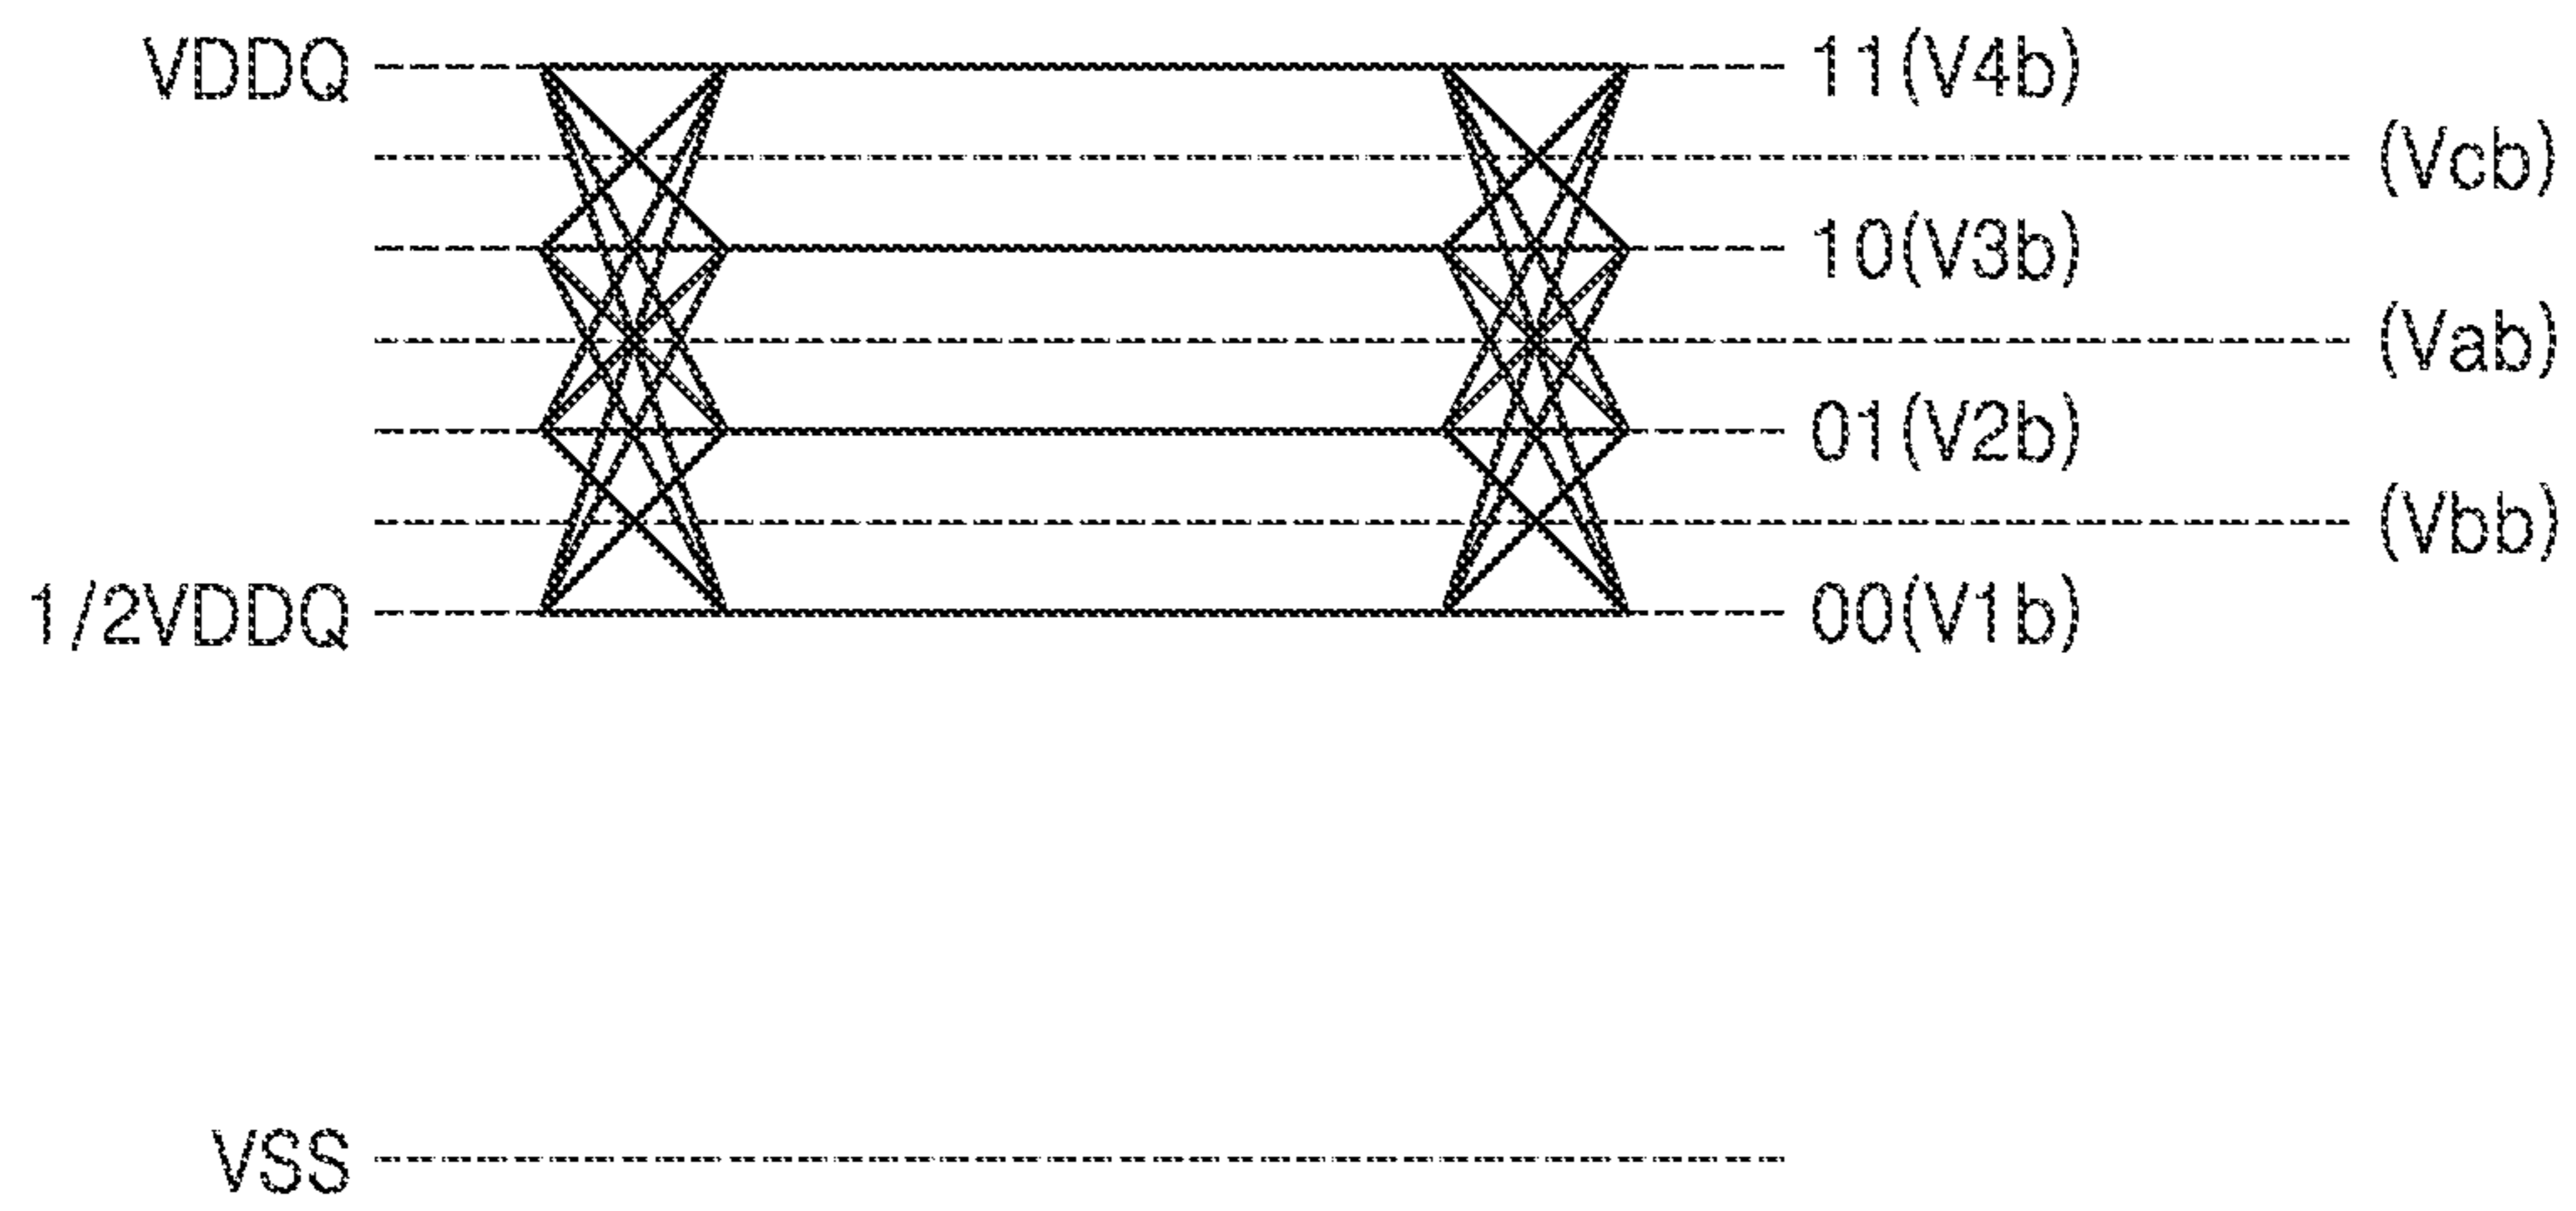 VDDQ 11(V4b)
(Vcb)
10(V3b)
(Vab)
01(V2b)
(Vbb)
1/2VDDQ 00(V1b)
VSS